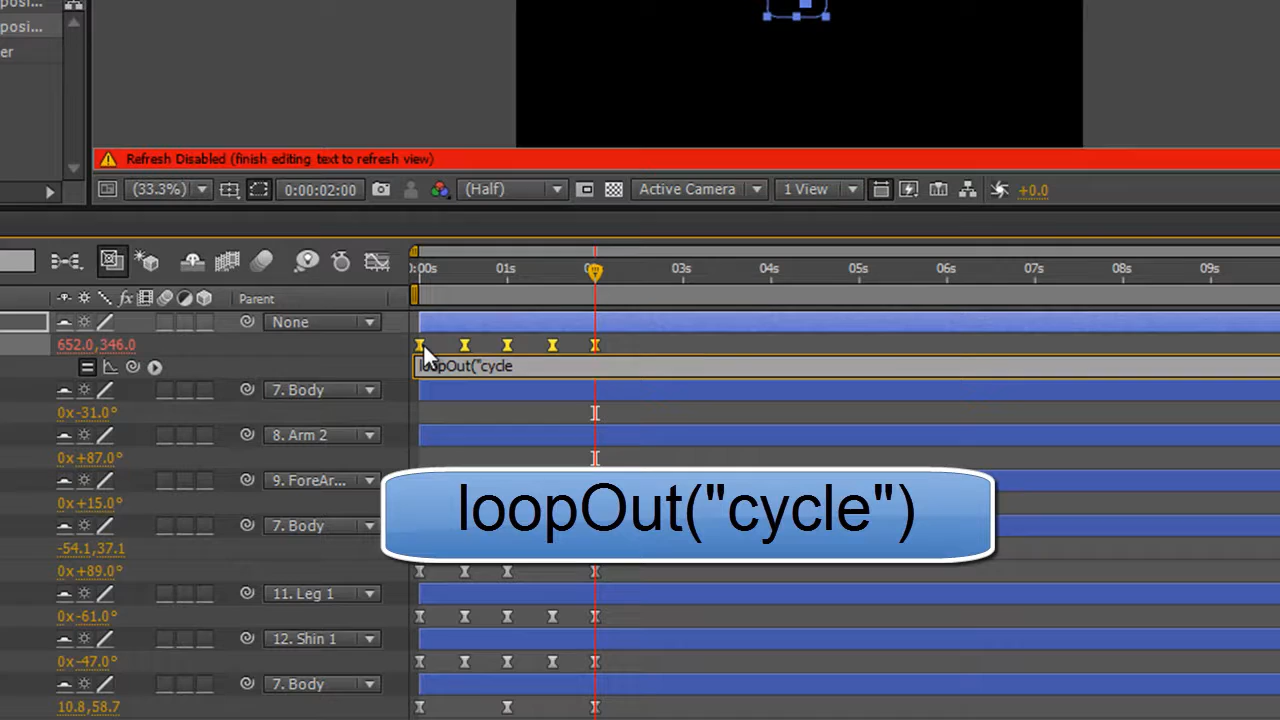 posi...
posi...
er
Refresh Disabled (finish editing text to refresh view)
(33.3%) 0:00:02:00 (Half) Active Camera 1 View +0.0
:00s 01s 03s 04s 05s 06s 07s 08s 09s
fx Parent
None
652.0,346.0
loopOut("cycle
7. Body
0x-31.0°
8. Arm 2
0x+87.0°
9. ForeAr...
0x+15.0°
loopOut("cycle")
7. Body
-54.1,37.1
0x+89.0°
11. Leg 1
0x-61.0°
12. Shin 1
0x-47.0°
7. Body
10.8,58.7